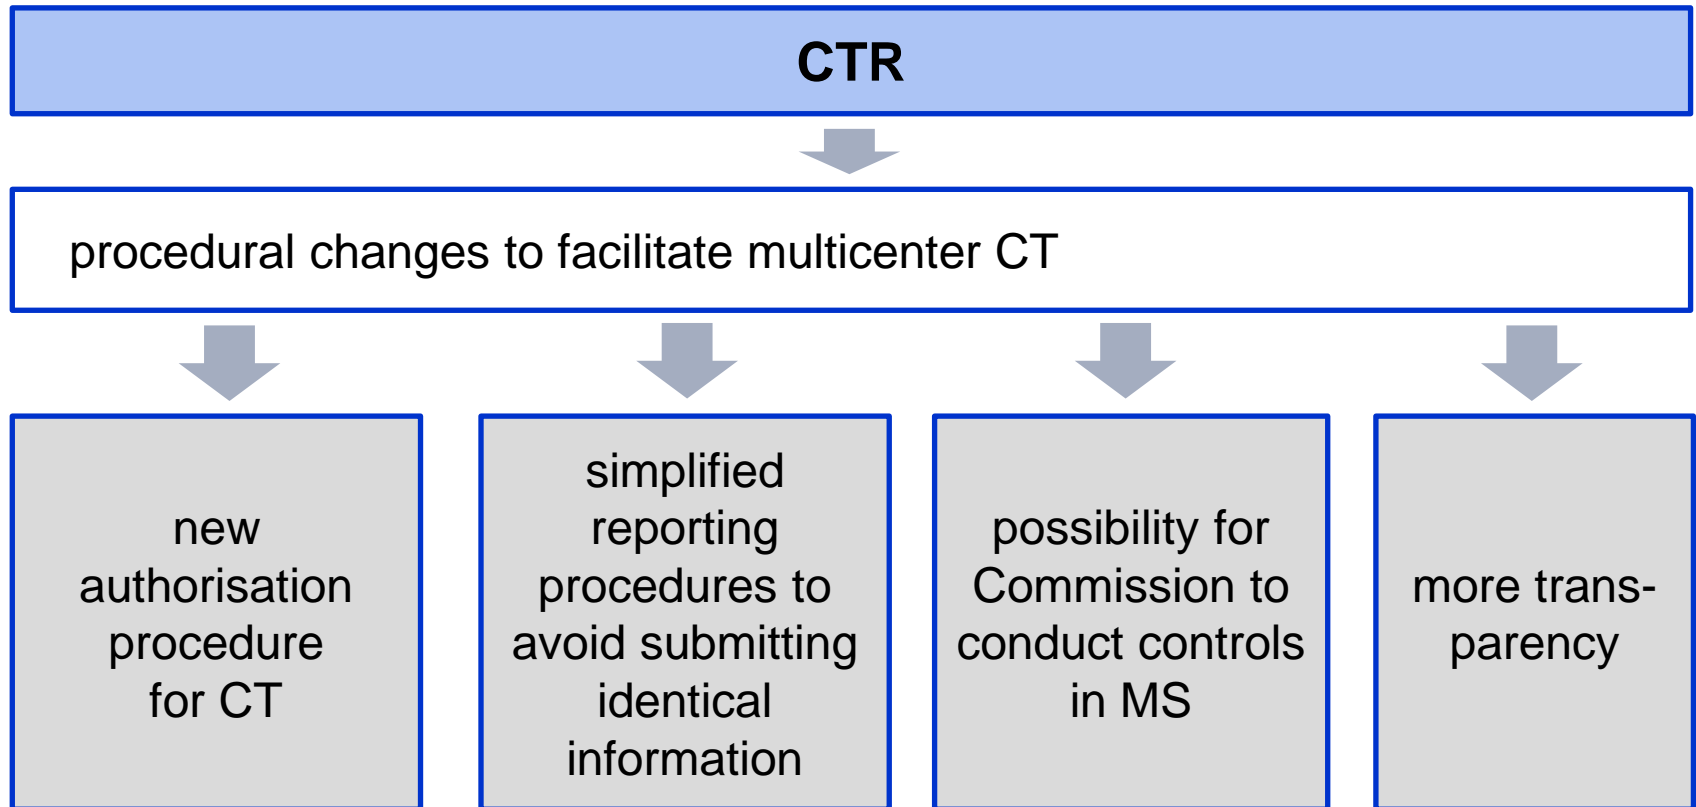 CTR
procedural changes to facilitate multicenter CT
new
authorisation
procedure
for CT
simplified
reporting
procedures to
avoid submitting
identical
information
possibility for
Commission to
conduct controls
in MS
more trans-
parency